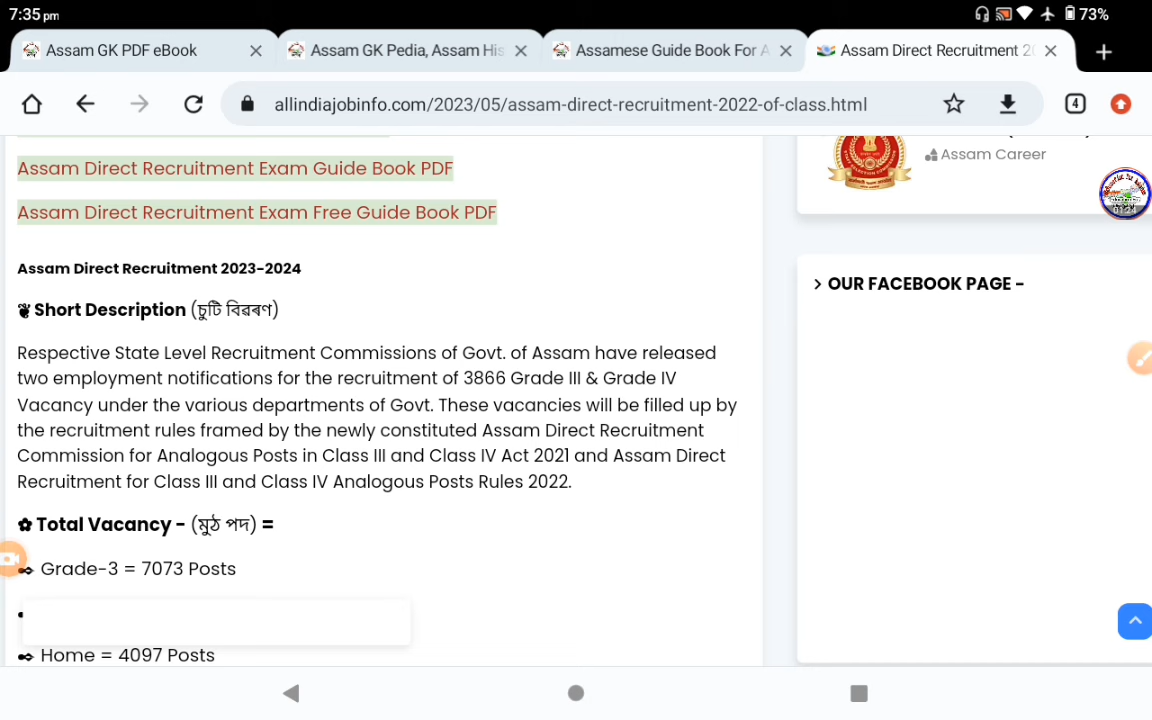 7:35 pm
73%
Assam GK PDF eBook
Assam GK Pedia, Assam His
Assamese Guide Book For A
Assam Direct Recruitment 20
allindiajobinfo.com/2023/05/assam-direct-recruitment-2022-of-class.html
4
Assam Direct Recruitment Exam Guide Book PDF
Assam Career
Assam Direct Recruitment Exam Free Guide Book PDF
Assam Direct Recruitment 2023-2024
> OUR FACEBOOK PAGE -
❦ Short Description (চুটি বিৱৰণ)
Respective State Level Recruitment Commissions of Govt. of Assam have released
two employment notifications for the recruitment of 3866 Grade III & Grade IV
Vacancy under the various departments of Govt. These vacancies will be filled up by
the recruitment rules framed by the newly constituted Assam Direct Recruitment
Commission for Analogous Posts in Class III and Class IV Act 2021 and Assam Direct
Recruitment for Class III and Class IV Analogous Posts Rules 2022.
✿ Total Vacancy - (মুঠ পদ) =
➻ Grade-3 = 7073 Posts
➻ Home = 4097 Posts